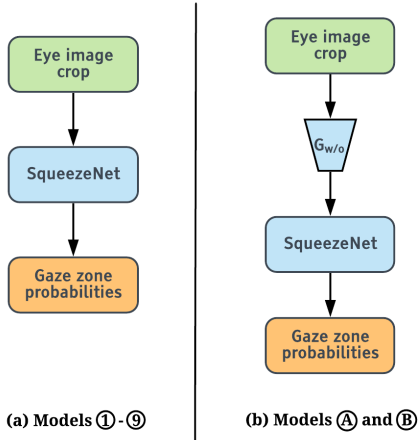 Eye image
crop
SqueezeNet
Gaze zone
probabilities
(a) Models ① - ⑨
Eye image
crop
G_w/o
SqueezeNet
Gaze zone
probabilities
(b) Models Ⓐ and Ⓑ